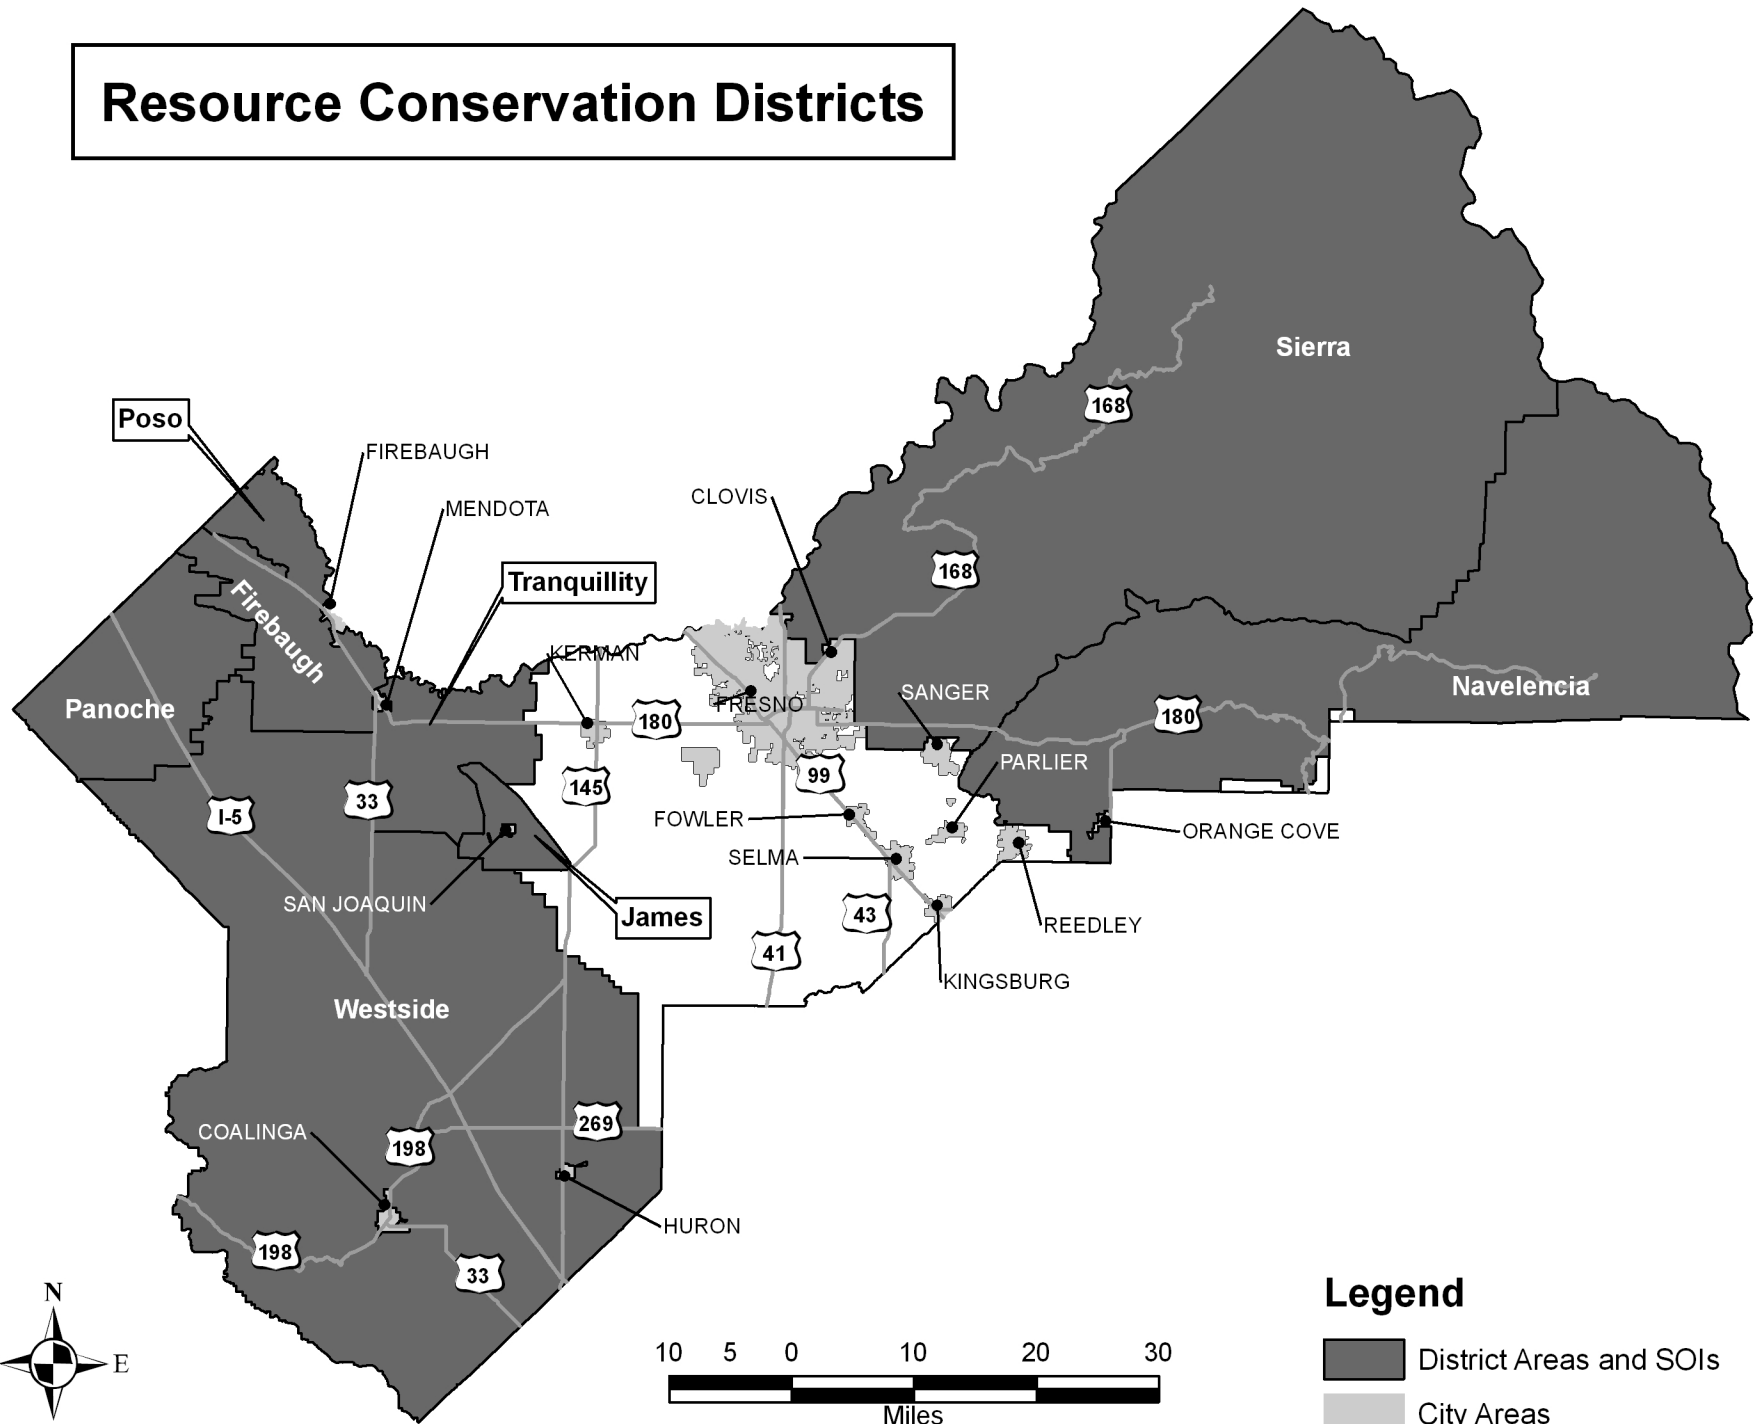 Resource Conservation Districts
Sierra
168
Poso
FIREBAUGH
CLOVIS
MENDOTA
168
Tranquillity
Firebaugh
KERMAN
SANGER
Navelencia
FRESNO
Panoche
180
180
PARLIER
99
145
33
I-5
FOWLER
ORANGE COVE
SELMA
SAN JOAQUIN
James
43
REEDLEY
41
KINGSBURG
Westside
269
COALINGA
198
HURON
198
33
N
E
Legend
District Areas and SOIs
City Areas
10 5 0 10 20 30
Miles